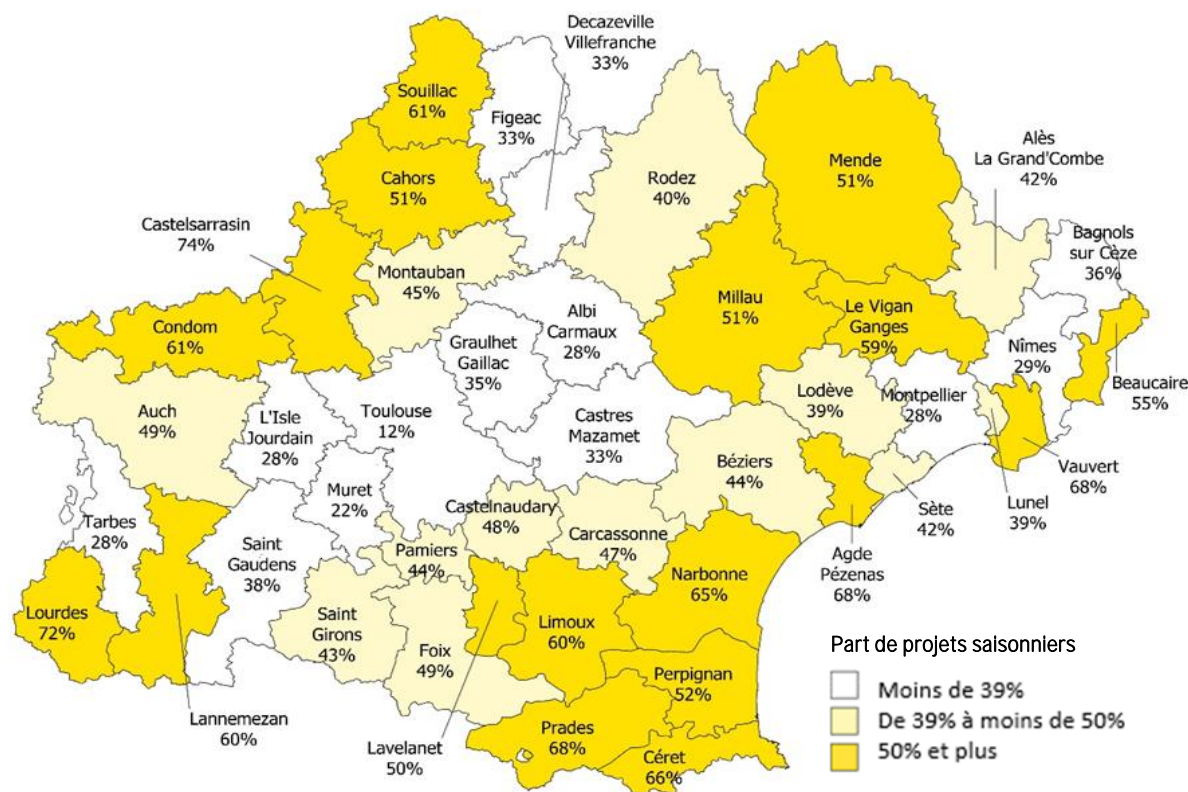 Decazeville
Villefranche
33%
Souillac
61%
Figeac
33%
Alès
La Grand'Combe
42%
Mende
51%
Rodez
40%
Cahors
51%
Castelsarrasin
74%
Bagnols
sur Cèze
36%
Montauban
45%
Millau
51%
Le Vigan
Ganges
59%
Albi
Carmaux
28%
Condom
61%
Graulhet
Gaillac
35%
Nîmes
29%
Beaucaire
55%
Lodève
39%
Montpellier
28%
Auch
49%
L'Isle
Jourdain
28%
Toulouse
12%
Castres
Mazamet
33%
Béziers
44%
Vauvert
68%
Muret
22%
Sète
42%
Lunel
39%
Castelnaudary
48%
Tarbes
28%
Saint
Gaudens
38%
Carcassonne
47%
Pamiers
44%
Agde
Pézenas
68%
Narbonne
65%
Lourdes
72%
Saint
Girons
43%
Limoux
60%
Foix
49%
Perpignan
52%
Lannemezan
60%
Prades
68%
Lavelanet
50%
Céret
66%
Part de projets saisonniers
Moins de 39%
De 39% à moins de 50%
50% et plus